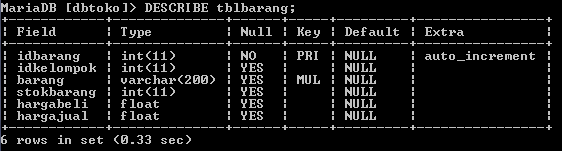 MariaDB [dbtoko]> DESCRIBE tblbarang;
+------------+--------------+------+-----+---------+----------------+
| Field      | Type         | Null | Key | Default | Extra          |
+------------+--------------+------+-----+---------+----------------+
| idbarang   | int(11)      | NO   | PRI | NULL    | auto_increment |
| idkelompok | int(11)      | YES  |     | NULL    |                |
| barang     | varchar(200) | YES  | MUL | NULL    |                |
| stokbarang | int(11)      | YES  |     | NULL    |                |
| hargabeli  | float        | YES  |     | NULL    |                |
| hargajual  | float        | YES  |     | NULL    |                |
+------------+--------------+------+-----+---------+----------------+
6 rows in set (0.33 sec)